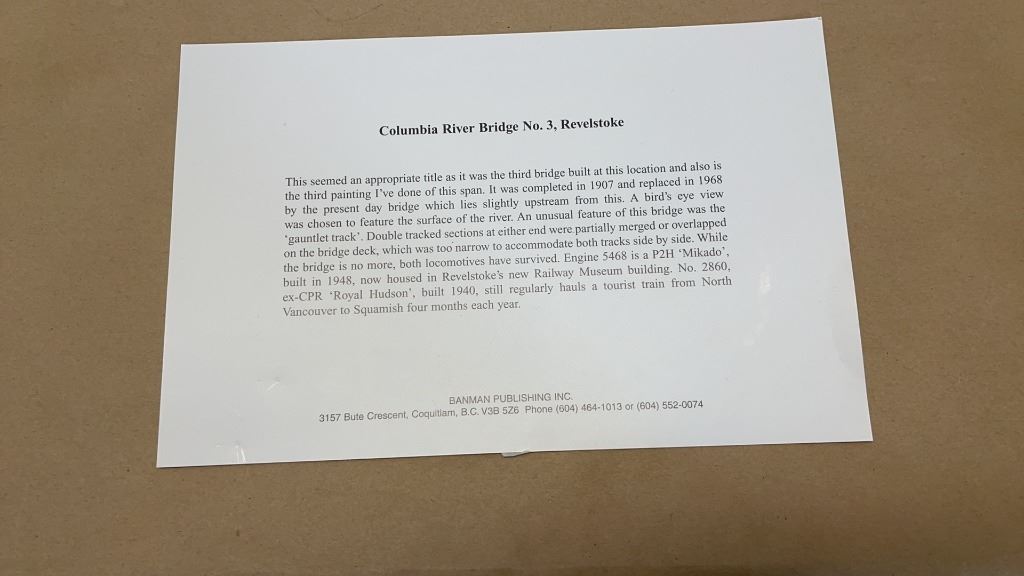 Columbia River Bridge No. 3, Revelstoke
This seemed an appropriate title as it was the third bridge built at this location and also is
the third painting I've done of this span. It was completed in 1907 and replaced in 1968
by the present day bridge which lies slightly upstream from this. A bird's eye view
was chosen to feature the surface of the river. An unusual feature of this bridge was the
‘gauntlet track’. Double tracked sections at either end were partially merged or overlapped
on the bridge deck, which was too narrow to accommodate both tracks side by side. While
the bridge is no more, both locomotives have survived. Engine 5468 is a P2H ‘Mikado’,
built in 1948, now housed in Revelstoke's new Railway Museum building. No. 2860,
ex-CPR ‘Royal Hudson’, built 1940, still regularly hauls a tourist train from North
Vancouver to Squamish four months each year.
BANMAN PUBLISHING INC.
3157 Bute Crescent, Coquitlam, B.C. V3B 5Z6 Phone (604) 464-1013 or (604) 552-0074